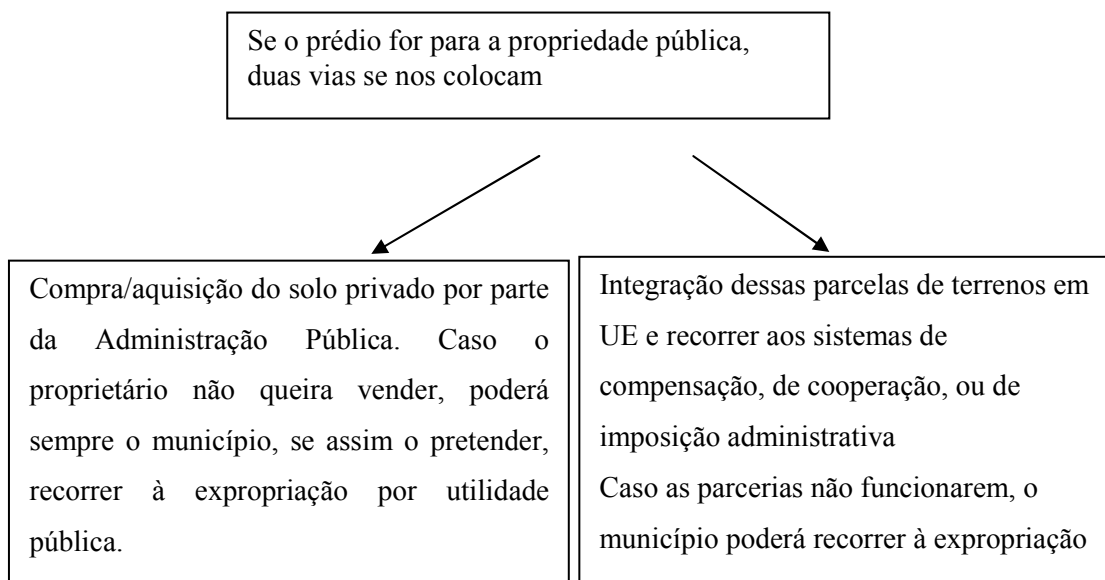 Se o prédio for para a propriedade pública,
duas vias se nos colocam
Compra/aquisição do solo privado por parte
da Administração Pública. Caso o
proprietário não queira vender, poderá
sempre o município, se assim o pretender,
recorrer à expropriação por utilidade
pública.
Integração dessas parcelas de terrenos em
UE e recorrer aos sistemas de
compensação, de cooperação, ou de
imposição administrativa
Caso as parcerias não funcionarem, o
município poderá recorrer à expropriação